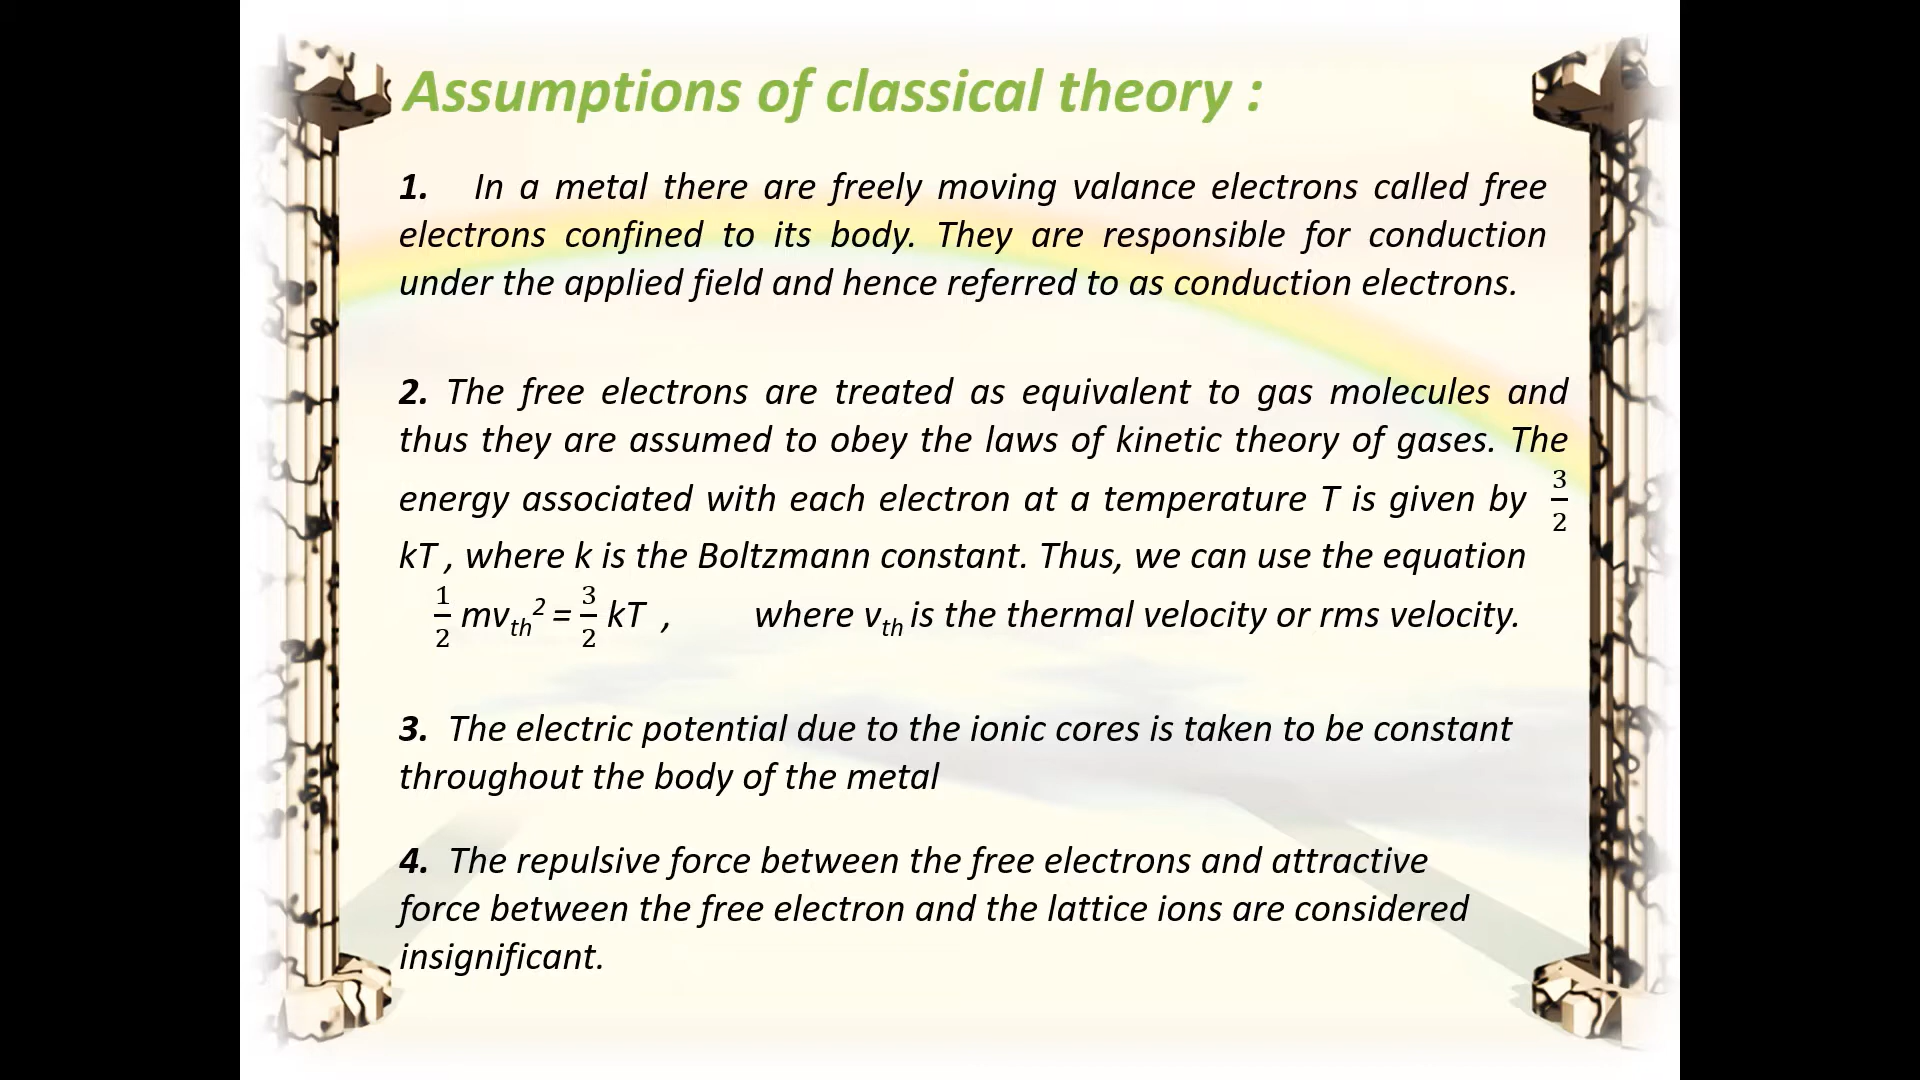 Assumptions of classical theory :
1. In a metal there are freely moving valance electrons called free
electrons confined to its body. They are responsible for conduction
under the applied field and hence referred to as conduction electrons.
2. The free electrons are treated as equivalent to gas molecules and
thus they are assumed to obey the laws of kinetic theory of gases. The
energy associated with each electron at a temperature T is given by 3/2
kT , where k is the Boltzmann constant. Thus, we can use the equation
1/2 mv_th² = 3/2 kT , where v_th is the thermal velocity or rms velocity.
3. The electric potential due to the ionic cores is taken to be constant
throughout the body of the metal
4. The repulsive force between the free electrons and attractive
force between the free electron and the lattice ions are considered
insignificant.